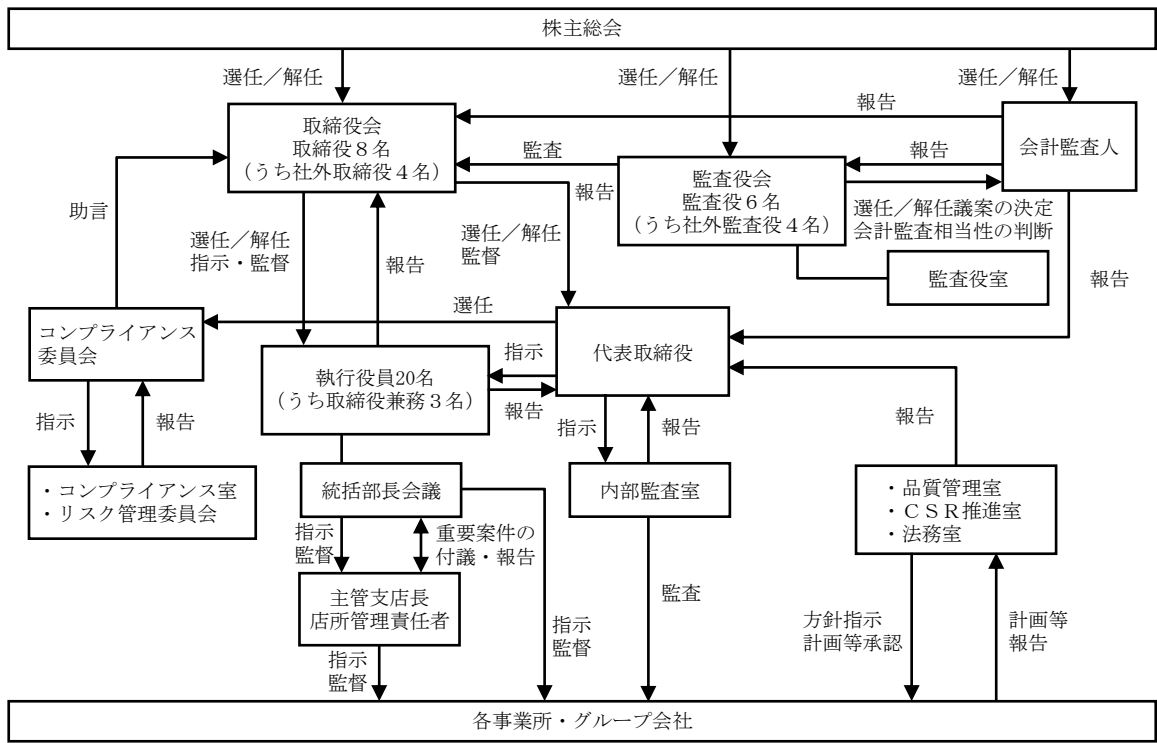 株主総会
選任／解任
選任／解任
選任／解任
取締役会
取締役８名
（うち社外取締役４名）
報告
会計監査人
監査
報告
監査役会
監査役６名
（うち社外監査役４名）
助言
報告
選任／解任議案の決定
会計監査相当性の判断
選任／解任
指示・監督
報告
選任／解任
監督
監査役室
報告
選任
コンプライアンス
委員会
代表取締役
指示
執行役員20名
（うち取締役兼務３名）
報告
指示
報告
指示
報告
報告
・コンプライアンス室
・リスク管理委員会
統括部長会議
内部監査室
・品質管理室
・ＣＳＲ推進室
・法務室
指示
監督
重要案件の
付議・報告
主管支店長
店所管理責任者
監査
指示
監督
方針指示
計画等承認
計画等
報告
指示
監督
各事業所・グループ会社